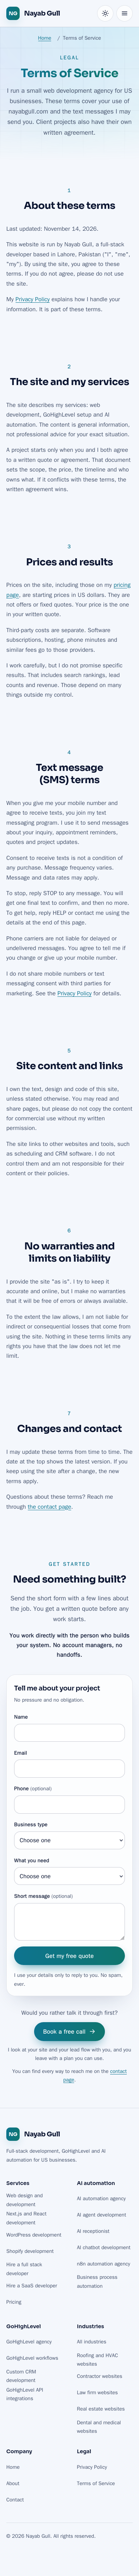 NG Nayab Gull
Home / Terms of Service
LEGAL
Terms of Service
I run a small web development agency for US
businesses. These terms cover your use of
nayabgull.com and the text messages I may
send you. Client projects also have their own
written agreement.
1
About these terms
Last updated: November 14, 2026.
This website is run by Nayab Gull, a full-stack
developer based in Lahore, Pakistan ("I", "me",
"my"). By using the site, you agree to these
terms. If you do not agree, please do not use
the site.
My Privacy Policy explains how I handle your
information. It is part of these terms.
2
The site and my services
The site describes my services: web
development, GoHighLevel setup and AI
automation. The content is general information,
not professional advice for your exact situation.
A project starts only when you and I both agree
to a written quote or agreement. That document
sets the scope, the price, the timeline and who
owns what. If it conflicts with these terms, the
written agreement wins.
3
Prices and results
Prices on the site, including those on my pricing
page, are starting prices in US dollars. They are
not offers or fixed quotes. Your price is the one
in your written quote.
Third-party costs are separate. Software
subscriptions, hosting, phone minutes and
similar fees go to those providers.
I work carefully, but I do not promise specific
results. That includes search rankings, lead
counts and revenue. Those depend on many
things outside my control.
4
Text message
(SMS) terms
When you give me your mobile number and
agree to receive texts, you join my text
messaging program. I use it to send messages
about your inquiry, appointment reminders,
quotes and project updates.
Consent to receive texts is not a condition of
any purchase. Message frequency varies.
Message and data rates may apply.
To stop, reply STOP to any message. You will
get one final text to confirm, and then no more.
To get help, reply HELP or contact me using the
details at the end of this page.
Phone carriers are not liable for delayed or
undelivered messages. You agree to tell me if
you change or give up your mobile number.
I do not share mobile numbers or text
messaging consent with third parties for
marketing. See the Privacy Policy for details.
5
Site content and links
I own the text, design and code of this site,
unless stated otherwise. You may read and
share pages, but please do not copy the content
for commercial use without my written
permission.
The site links to other websites and tools, such
as scheduling and CRM software. I do not
control them and am not responsible for their
content or their policies.
6
No warranties and
limits on liability
I provide the site "as is". I try to keep it
accurate and online, but I make no warranties
that it will be free of errors or always available.
To the extent the law allows, I am not liable for
indirect or consequential losses that come from
using the site. Nothing in these terms limits any
rights you have that the law does not let me
limit.
7
Changes and contact
I may update these terms from time to time. The
date at the top shows the latest version. If you
keep using the site after a change, the new
terms apply.
Questions about these terms? Reach me
through the contact page.
GET STARTED
Need something built?
Send the short form with a few lines about
the job. You get a written quote before any
work starts.
You work directly with the person who builds
your system. No account managers, no
handoffs.
Tell me about your project
No pressure and no obligation.
Name
Email
Phone (optional)
Business type
Choose one
What you need
Choose one
Short message (optional)
Get my free quote
I use your details only to reply to you. No spam,
ever.
Would you rather talk it through first?
Book a free call →
I look at your site and your lead flow with you, and you
leave with a plan you can use.
You can find every way to reach me on the contact
page.
NG Nayab Gull
Full-stack development, GoHighLevel and AI
automation for US businesses.
Services
Web design and
development
Next.js and React
development
WordPress development
Shopify development
Hire a full stack
developer
Hire a SaaS developer
Pricing
AI automation
AI automation agency
AI agent development
AI receptionist
AI chatbot development
n8n automation agency
Business process
automation
GoHighLevel
GoHighLevel agency
GoHighLevel workflows
Custom CRM
development
GoHighLevel API
integrations
Industries
All industries
Roofing and HVAC
websites
Contractor websites
Law firm websites
Real estate websites
Dental and medical
websites
Company
Home
About
Contact
Legal
Privacy Policy
Terms of Service
© 2026 Nayab Gull. All rights reserved.